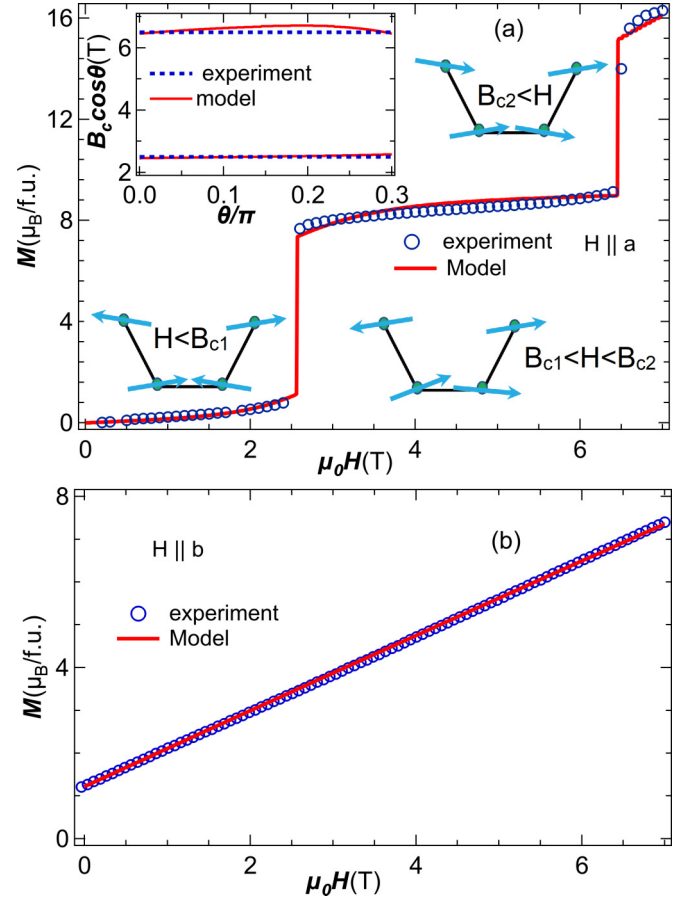 (a)
B_c cosθ(T)
6
4
2
experiment
model
0.0 0.1 0.2 0.3
θ/π
B_c2<H
M(μ_B/f.u.)
16
12
8
4
0
experiment
Model
H || a
H<B_c1
B_c1<H<B_c2
0 2 4 6
μ₀H(T)
H || b
(b)
experiment
Model
M(μ_B/f.u.)
8
4
0
0 2 4 6
μ₀H(T)